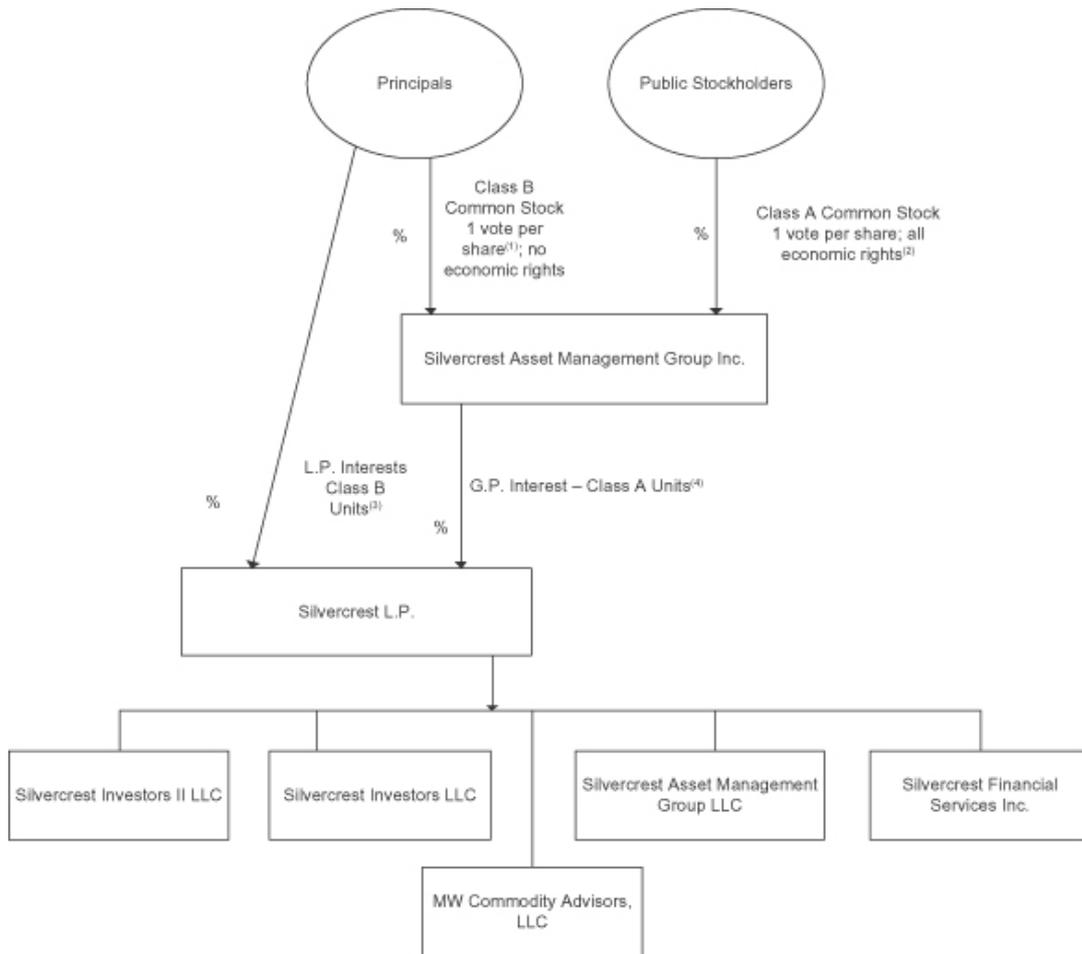 Principals
Public Stockholders
Class B
Common Stock
1 vote per
share(1); no
economic rights
%
Class A Common Stock
1 vote per share; all
economic rights(2)
%
Silvercrest Asset Management Group Inc.
L.P. Interests
Class B
Units(3)
%
G.P. Interest – Class A Units(4)
%
Silvercrest L.P.
Silvercrest Investors II LLC
Silvercrest Investors LLC
Silvercrest Asset Management
Group LLC
Silvercrest Financial
Services Inc.
MW Commodity Advisors,
LLC